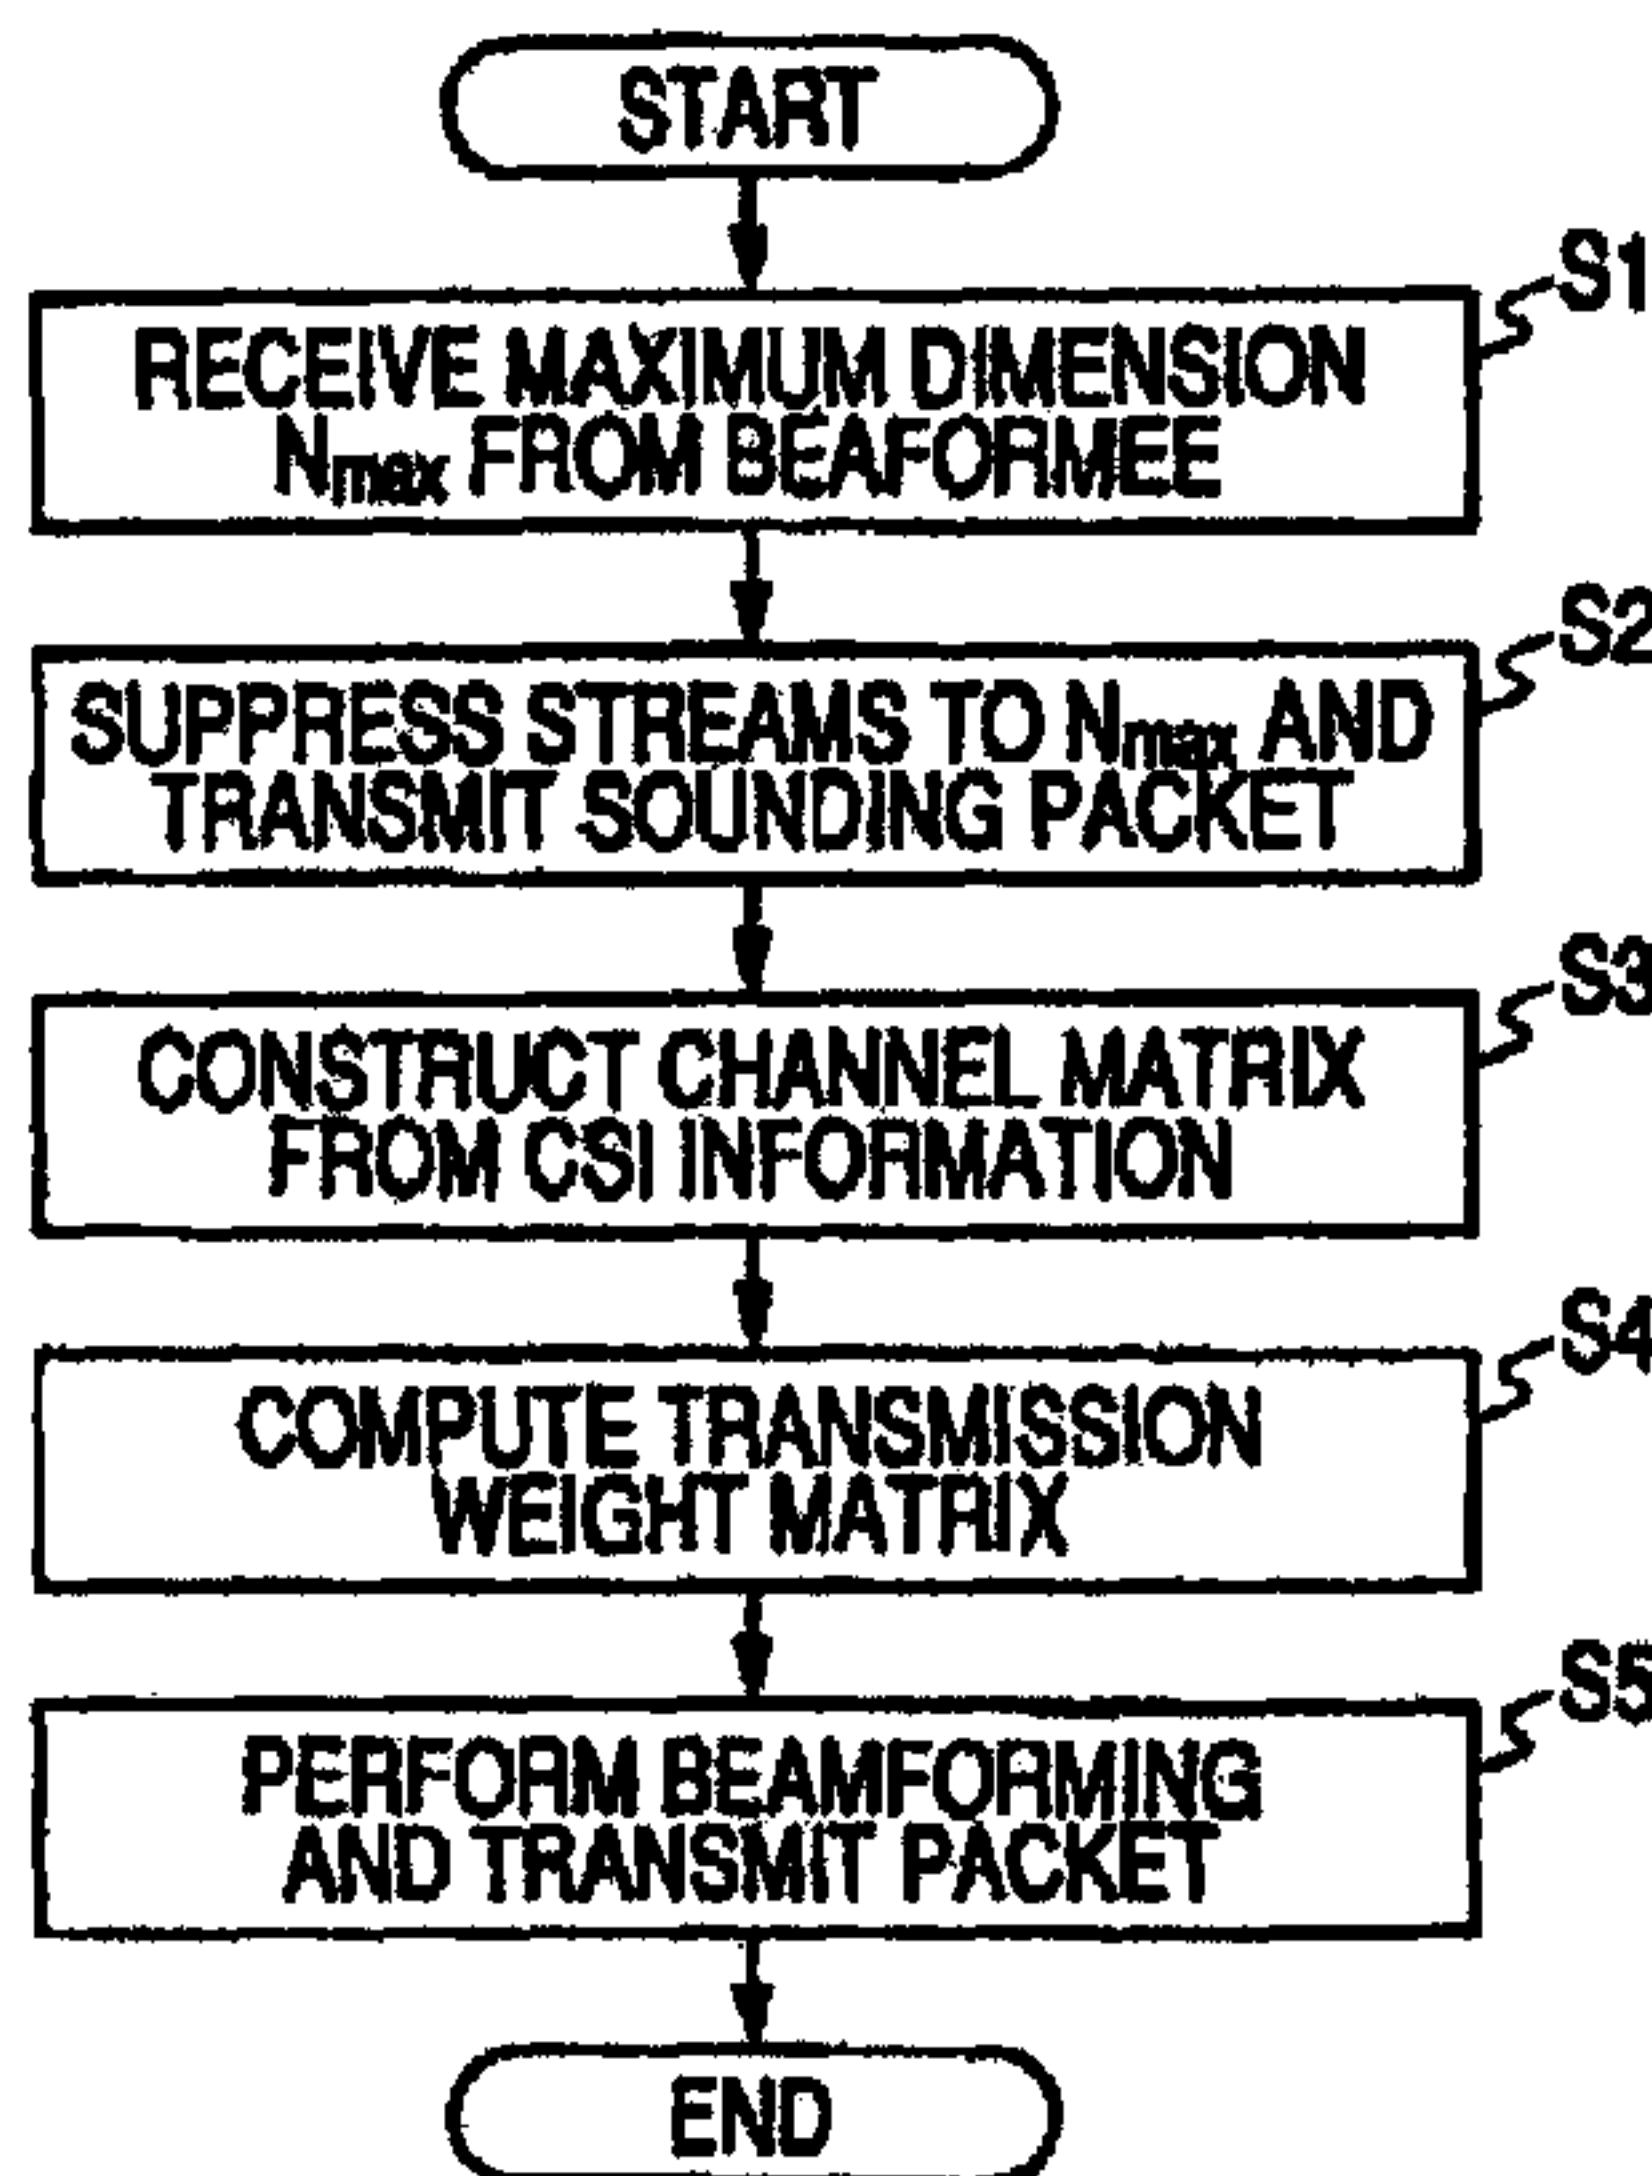 START
S1
RECEIVE MAXIMUM DIMENSION
Nmax FROM BEAFORMEE
S2
SUPPRESS STREAMS TO Nmax AND
TRANSMIT SOUNDING PACKET
S3
CONSTRUCT CHANNEL MATRIX
FROM CSI INFORMATION
S4
COMPUTE TRANSMISSION
WEIGHT MATRIX
S5
PERFORM BEAMFORMING
AND TRANSMIT PACKET
END